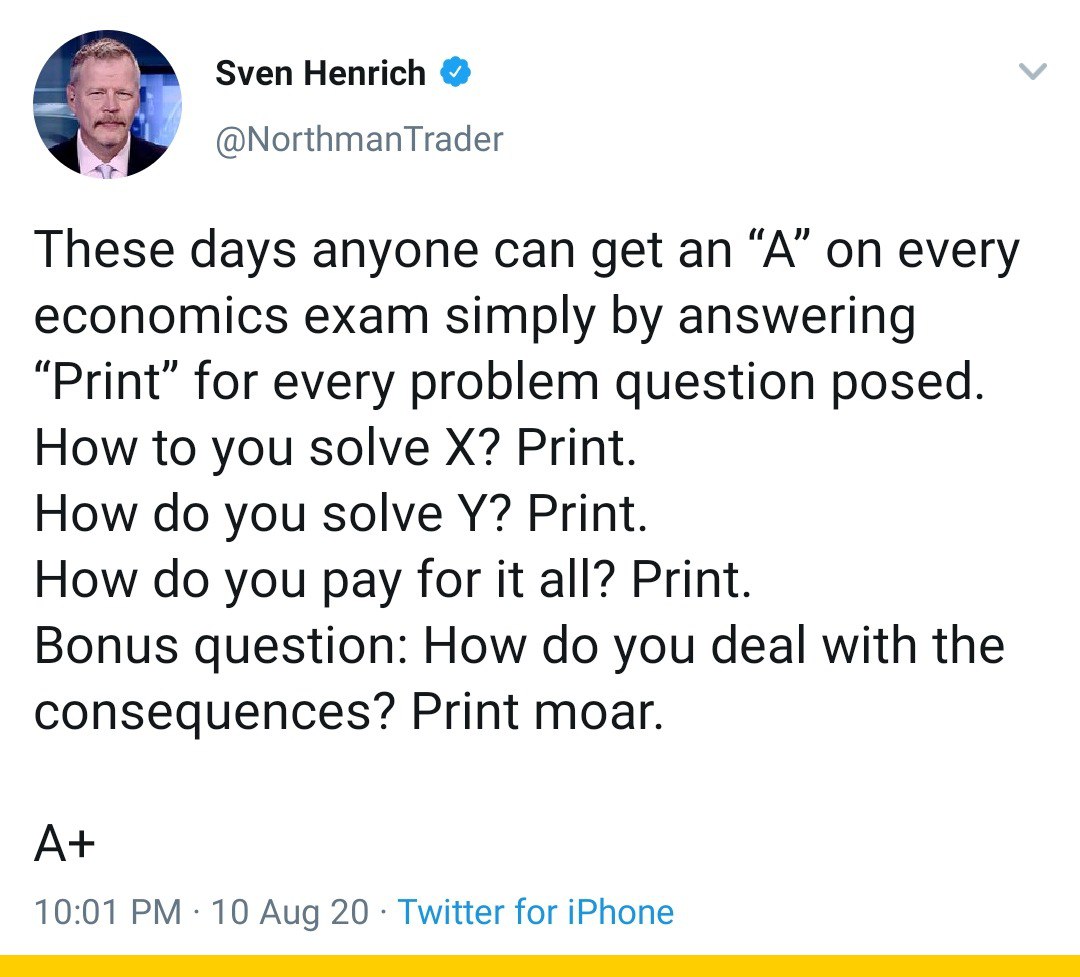 Sven Henrich
@NorthmanTrader
These days anyone can get an “A” on every
economics exam simply by answering
“Print” for every problem question posed.
How to you solve X? Print.
How do you solve Y? Print.
How do you pay for it all? Print.
Bonus question: How do you deal with the
consequences? Print moar.
A+
10:01 PM · 10 Aug 20 · Twitter for iPhone